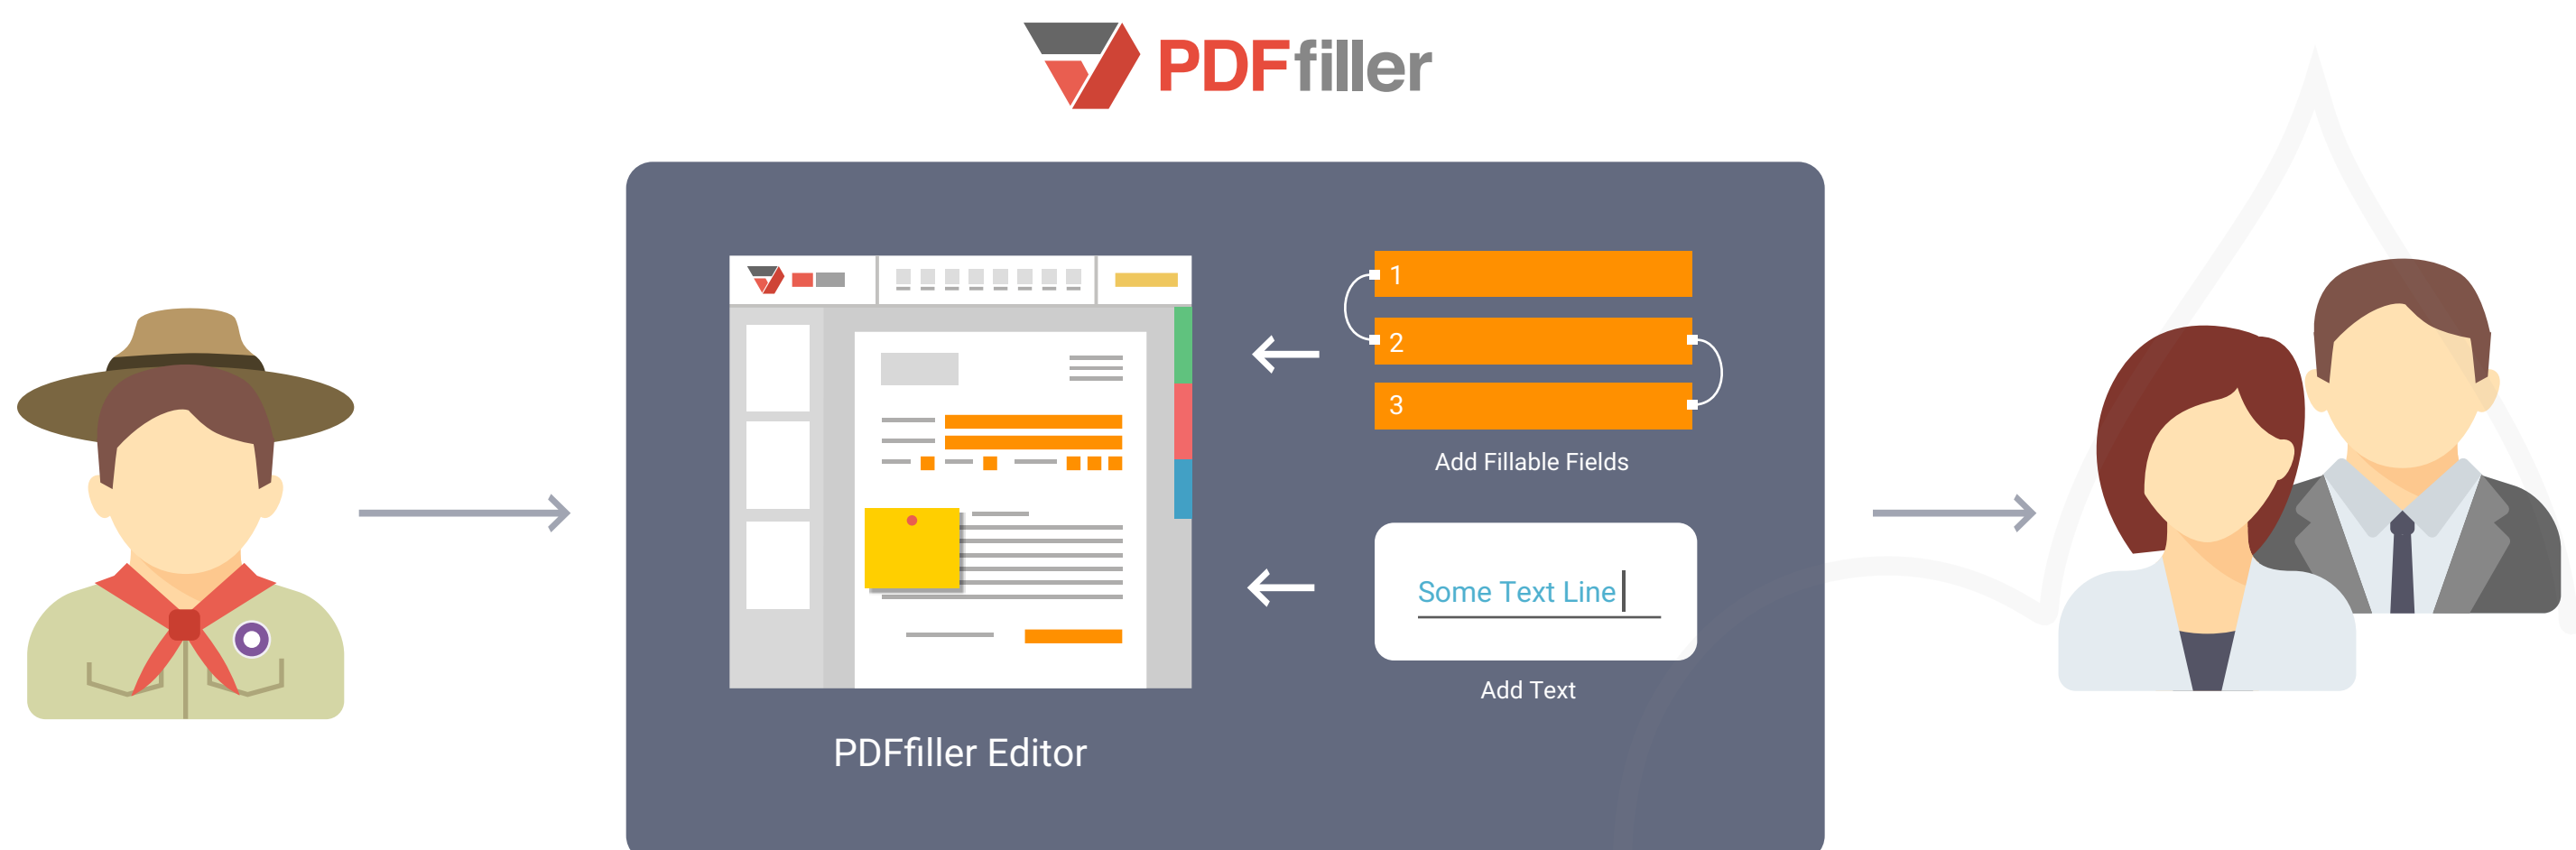 PDFfiller
1
2
3
Add Fillable Fields
Some Text Line
Add Text
PDFfiller Editor